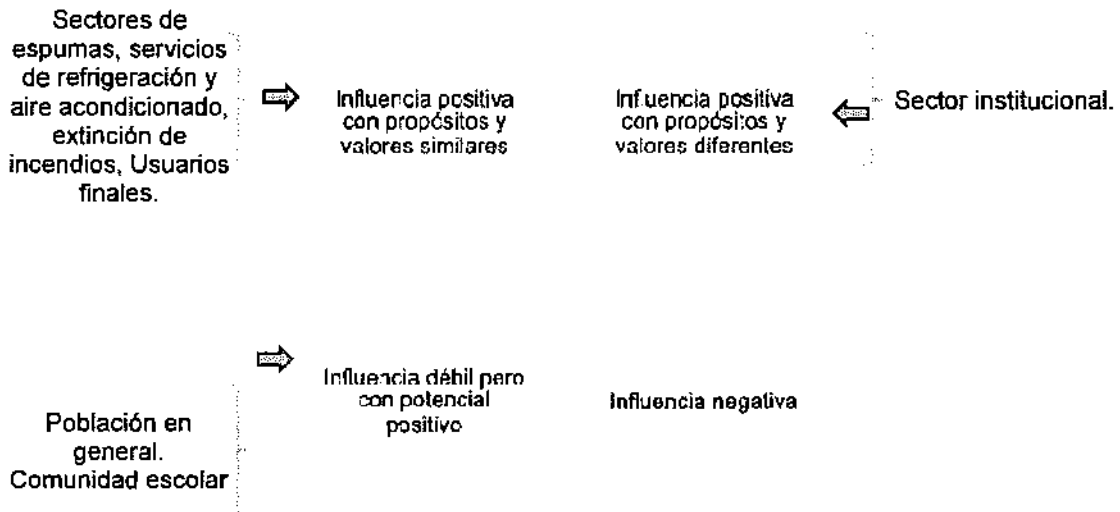 Sectores de
espumas, servicios
de refrigeración y
aire acondicionado,
extinción de
incendios, Usuarios
finales.
Influencia positiva
con propósitos y
valores similares
Influencia positiva
con propósitos y
valores diferentes
Sector institucional.
Población en
general.
Comunidad escolar
Influencia débil pero
con potencial
positivo
Influencia negativa